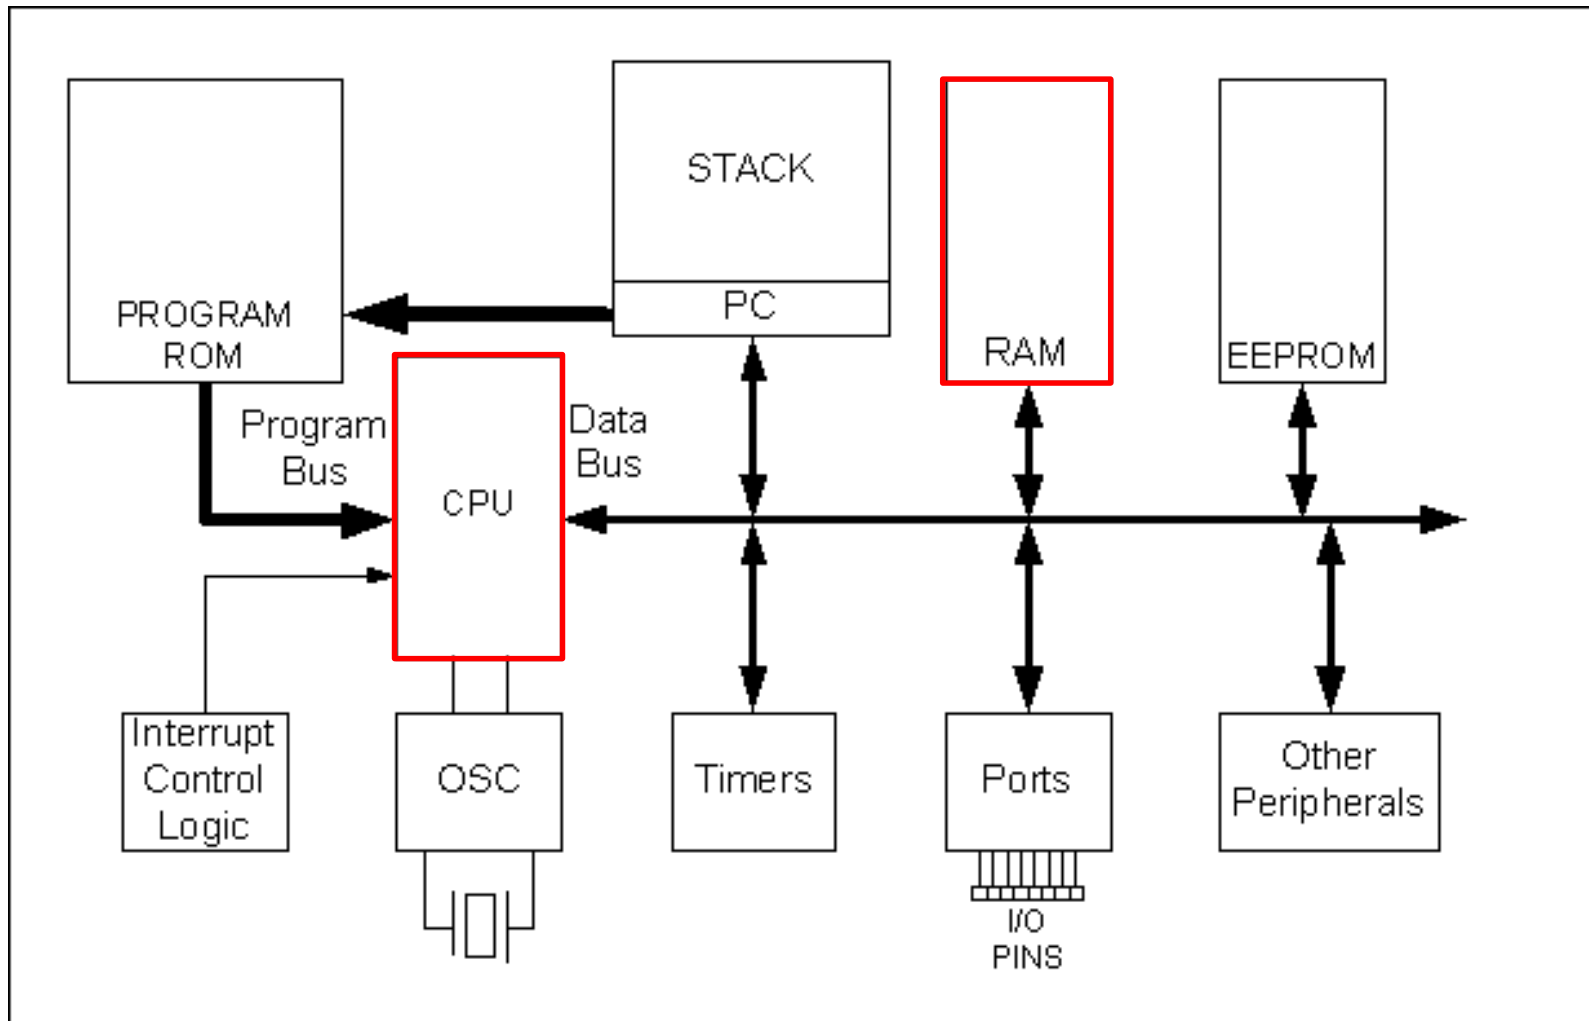 STACK
PC
PROGRAM
ROM
RAM
EEPROM
Program
Bus
Data
Bus
CPU
Interrupt
Control
Logic
OSC
Timers
Ports
Other
Peripherals
I/O
PINS